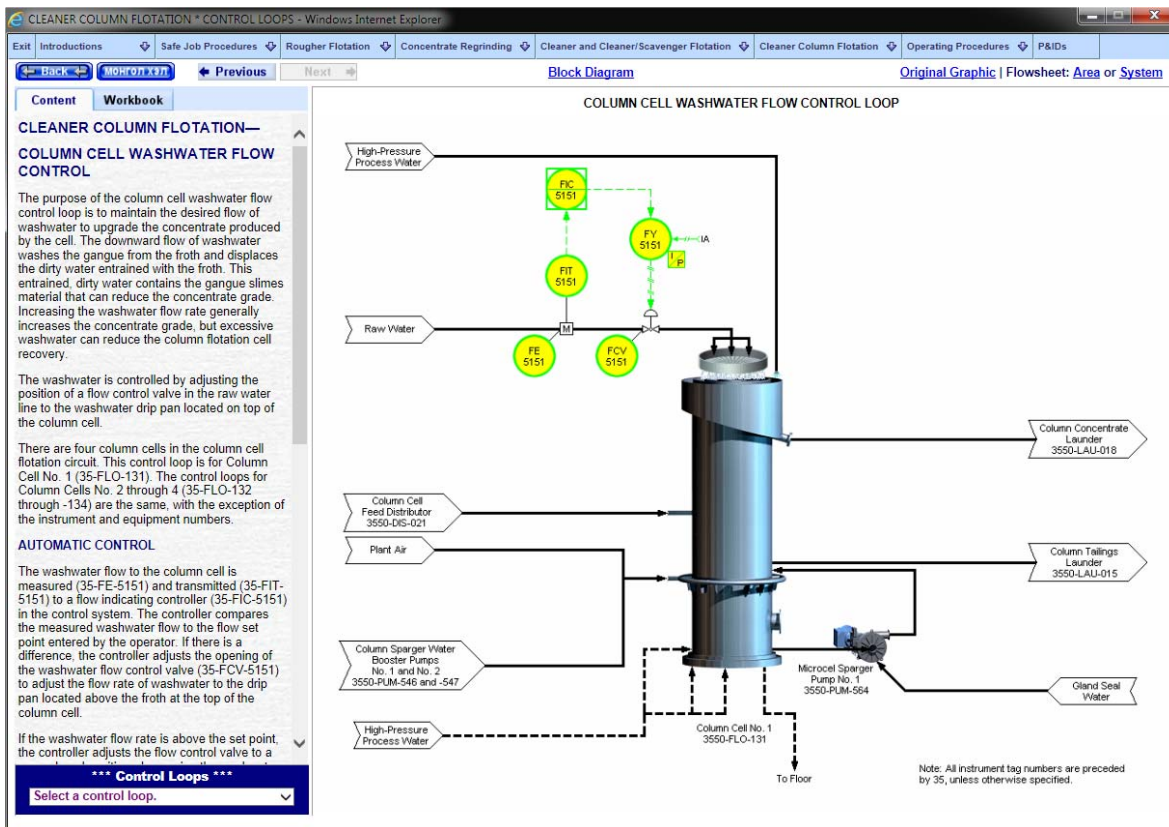 CLEANER COLUMN FLOTATION * CONTROL LOOPS - Windows Internet Explorer
Exit Introductions Safe Job Procedures Rougher Flotation Concentrate Regrinding Cleaner and Cleaner/Scavenger Flotation Cleaner Column Flotation Operating Procedures P&IDs
Back МОНГОЛ ХЭЛ Previous Next Block Diagram Original Graphic | Flowsheet: Area or System
Content Workbook
CLEANER COLUMN FLOTATION—
COLUMN CELL WASHWATER FLOW
CONTROL
The purpose of the column cell washwater flow
control loop is to maintain the desired flow of
washwater to upgrade the concentrate produced
by the cell. The downward flow of washwater
washes the gangue from the froth and displaces
the dirty water entrained with the froth. This
entrained, dirty water contains the gangue slimes
material that can reduce the concentrate grade.
Increasing the washwater flow rate generally
increases the concentrate grade, but excessive
washwater can reduce the column flotation cell
recovery.
The washwater is controlled by adjusting the
position of a flow control valve in the raw water
line to the washwater drip pan located on top of
the column cell.
There are four column cells in the column cell
flotation circuit. This control loop is for Column
Cell No. 1 (35-FLO-131). The control loops for
Column Cells No. 2 through 4 (35-FLO-132
through -134) are the same, with the exception of
the instrument and equipment numbers.
AUTOMATIC CONTROL
The washwater flow to the column cell is
measured (35-FE-5151) and transmitted (35-FIT-
5151) to a flow indicating controller (35-FIC-5151)
in the control system. The controller compares
the measured washwater flow to the flow set
point entered by the operator. If there is a
difference, the controller adjusts the opening of
the washwater flow control valve (35-FCV-5151)
to adjust the flow rate of washwater to the drip
pan located above the froth at the top of the
column cell.
If the washwater flow rate is above the set point,
the controller adjusts the flow control valve to a
*** Control Loops ***
Select a control loop.
COLUMN CELL WASHWATER FLOW CONTROL LOOP
High-Pressure
Process Water
FIC
5151
FY
5151
IA
I
P
FIT
5151
Raw Water
M
FE
5151
FCV
5151
Column Concentrate
Launder
3550-LAU-018
Column Cell
Feed Distributor
3550-DIS-021
Plant Air
Column Tailings
Launder
3550-LAU-015
Column Sparger Water
Booster Pumps
No. 1 and No. 2
3550-PUM-546 and -547
Microcel Sparger
Pump No. 1
3550-PUM-564
Gland Seal
Water
High-Pressure
Process Water
Column Cell No. 1
3550-FLO-131
To Floor
Note: All instrument tag numbers are preceded
by 35, unless otherwise specified.